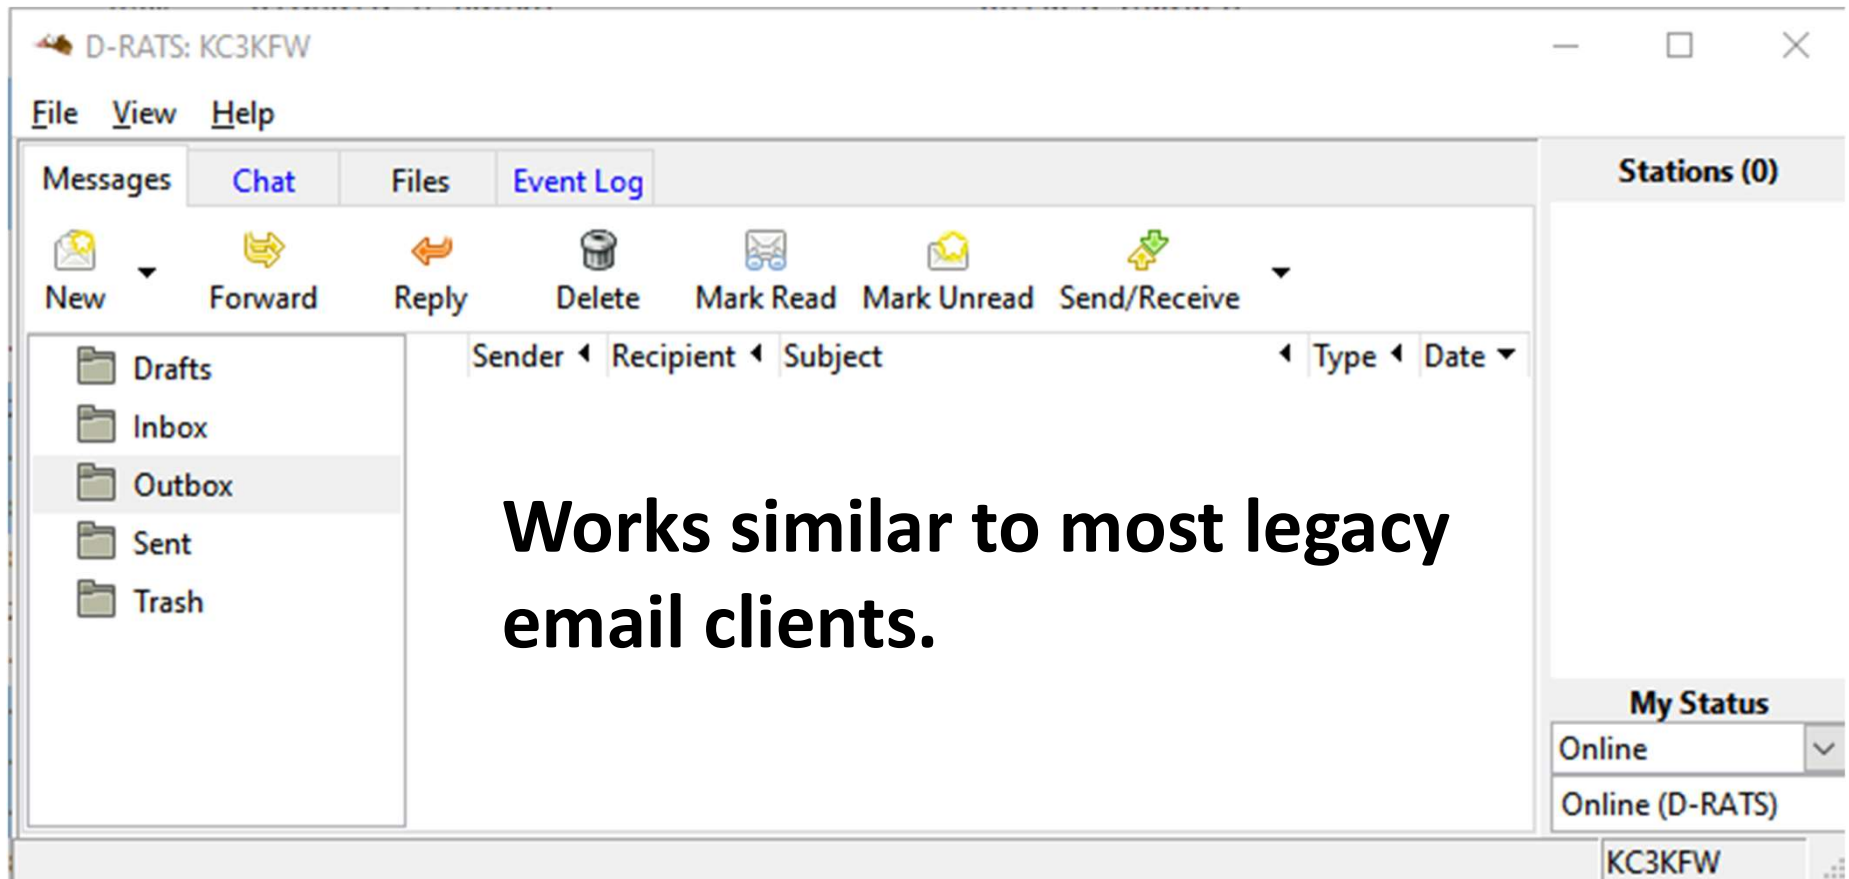 D-RATS: KC3KFW
File View Help
Messages Chat Files Event Log
Stations (0)
New Forward Reply Delete Mark Read Mark Unread Send/Receive
Sender Recipient Subject Type Date
Drafts
Inbox
Outbox
Sent
Trash
Works similar to most legacy
email clients.
My Status
Online
Online (D-RATS)
KC3KFW